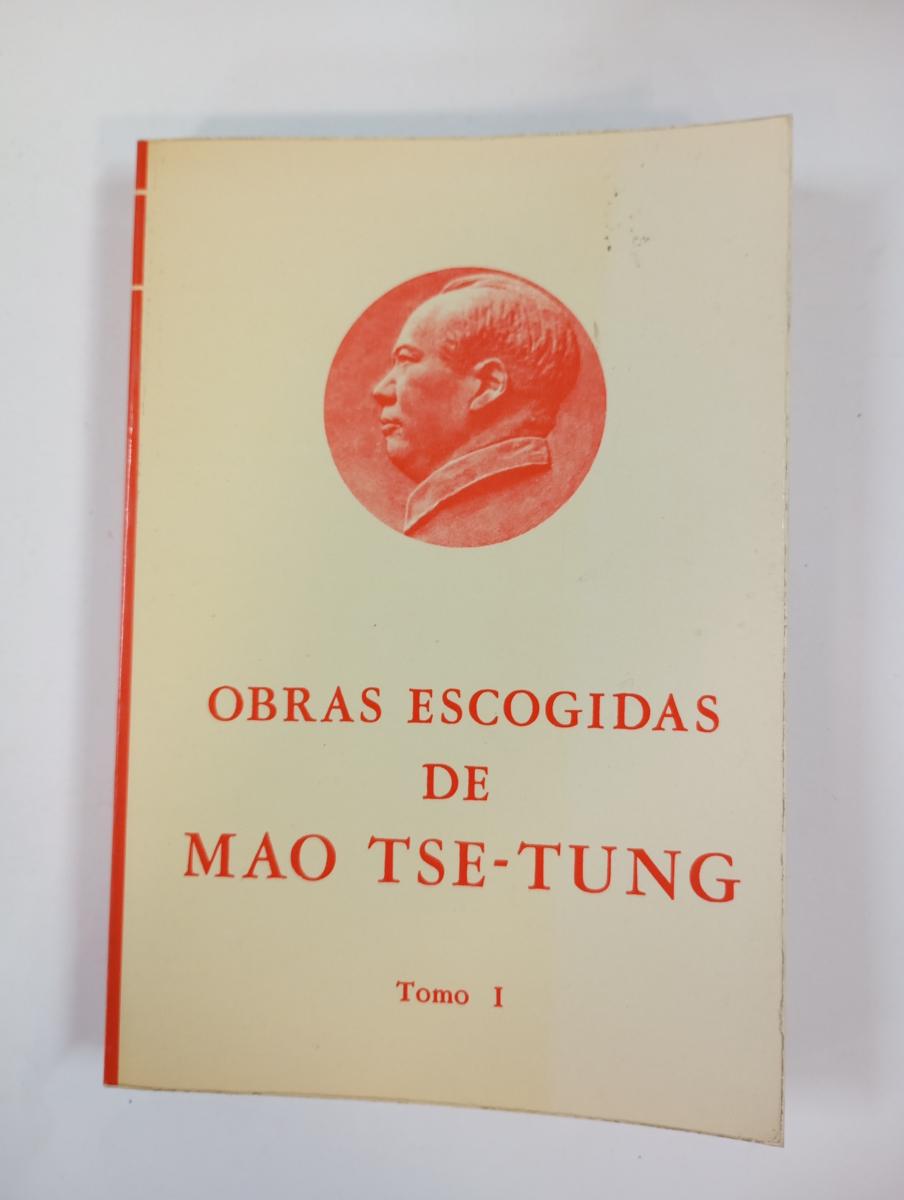 OBRAS ESCOGIDAS
DE
MAO TSE-TUNG
Tomo I